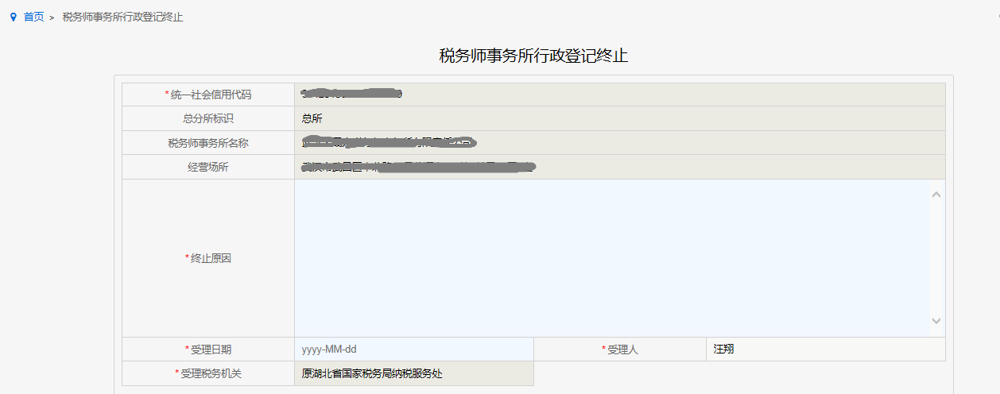 首页 > 税务师事务所行政登记终止
税务师事务所行政登记终止
*统一社会信用代码
总分所标识 总所
税务师事务所名称
经营场所
*终止原因
*受理日期 yyyy-MM-dd *受理人 汪翔
*受理税务机关 原湖北省国家税务局纳税服务处